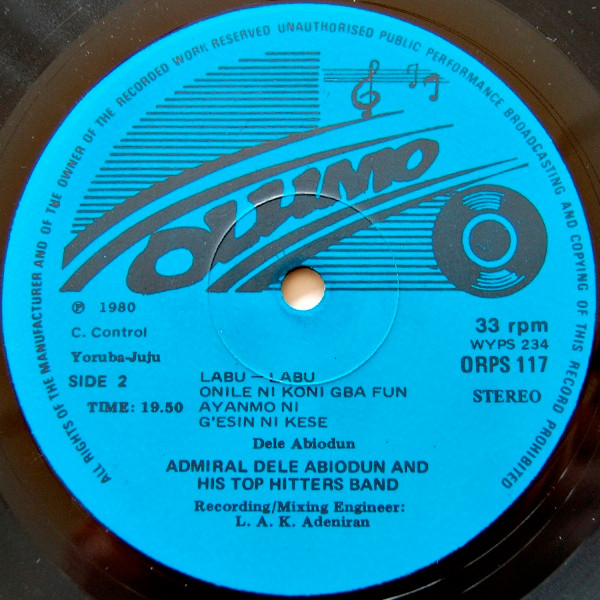 ALL RIGHTS OF THE MANUFACTURER AND OF THE OWNER OF THE RECORDED WORK RESERVED UNAUTHORISED PUBLIC PERFORMANCE BROADCASTING AND COPYING OF THIS RECORD PROHIBITED
OLUMO
℗ 1980
C. Control
Yoruba-Juju
33 rpm
WYPS 234
ORPS 117
STEREO
SIDE 2
TIME: 19.50
LABU – LABU
ONILE NI KONI GBA FUN
AYANMO NI
G'ESIN NI KESE
Dele Abiodun
ADMIRAL DELE ABIODUN AND
HIS TOP HITTERS BAND
Recording/Mixing Engineer:
L. A. K. Adeniran